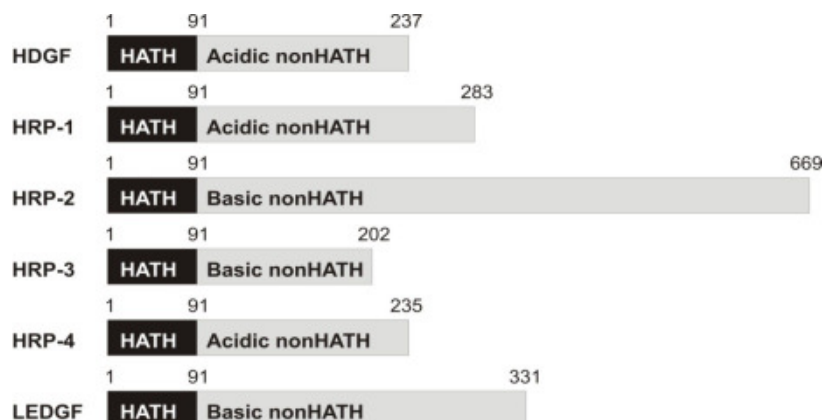 1 91 237
HDGF HATH Acidic nonHATH
1 91 283
HRP-1 HATH Acidic nonHATH
1 91 669
HRP-2 HATH Basic nonHATH
1 91 202
HRP-3 HATH Basic nonHATH
1 91 235
HRP-4 HATH Acidic nonHATH
1 91 331
LEDGF HATH Basic nonHATH